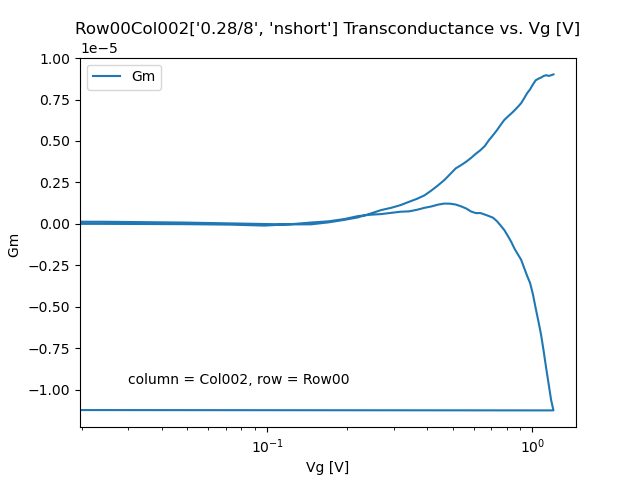 Row00Col002['0.28/8', 'nshort'] Transconductance vs. Vg [V]
1e−5
Gm
1.00
0.75
0.50
0.25
0.00
−0.25
−0.50
−0.75
−1.00
Gm
column = Col002, row = Row00
10⁻¹
10⁰
Vg [V]